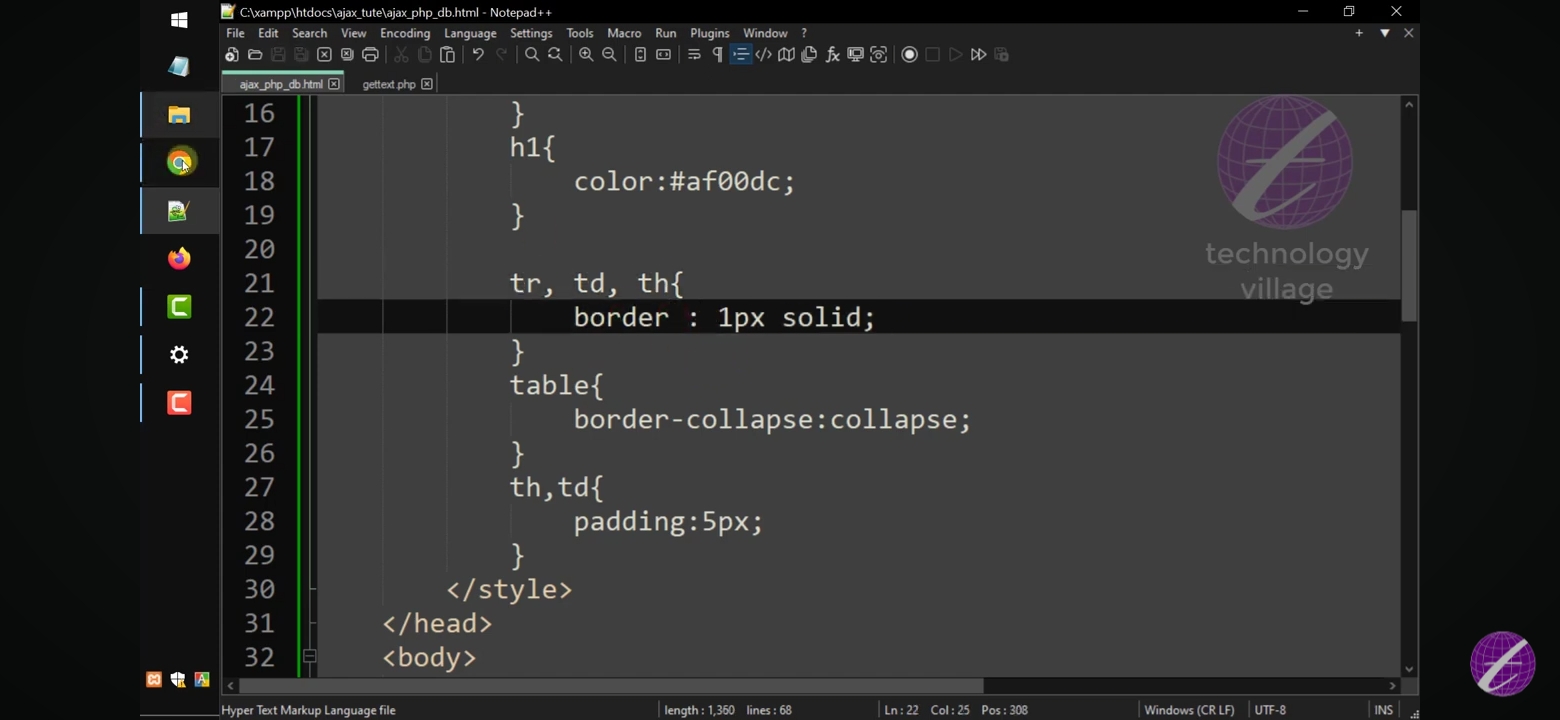 C:\xampp\htdocs\ajax_tute\ajax_php_db.html - Notepad++
File Edit Search View Encoding Language Settings Tools Macro Run Plugins Window ?
ajax_php_db.html gettext.php
16 }
17 h1{
18 color:#af00dc;
19 }
20
21 tr, td, th{
22 border : 1px solid;
23 }
24 table{
25 border-collapse:collapse;
26 }
27 th,td{
28 padding:5px;
29 }
30 </style>
31 </head>
32 <body>
technology
village
Hyper Text Markup Language file length : 1,360 lines : 68 Ln : 22 Col : 25 Pos : 308 Windows (CR LF) UTF-8 INS